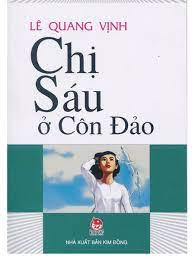 LÊ QUANG VỊNH
Chị
Sáu
ở Côn Đảo
NHÀ XUẤT BẢN KIM ĐỒNG